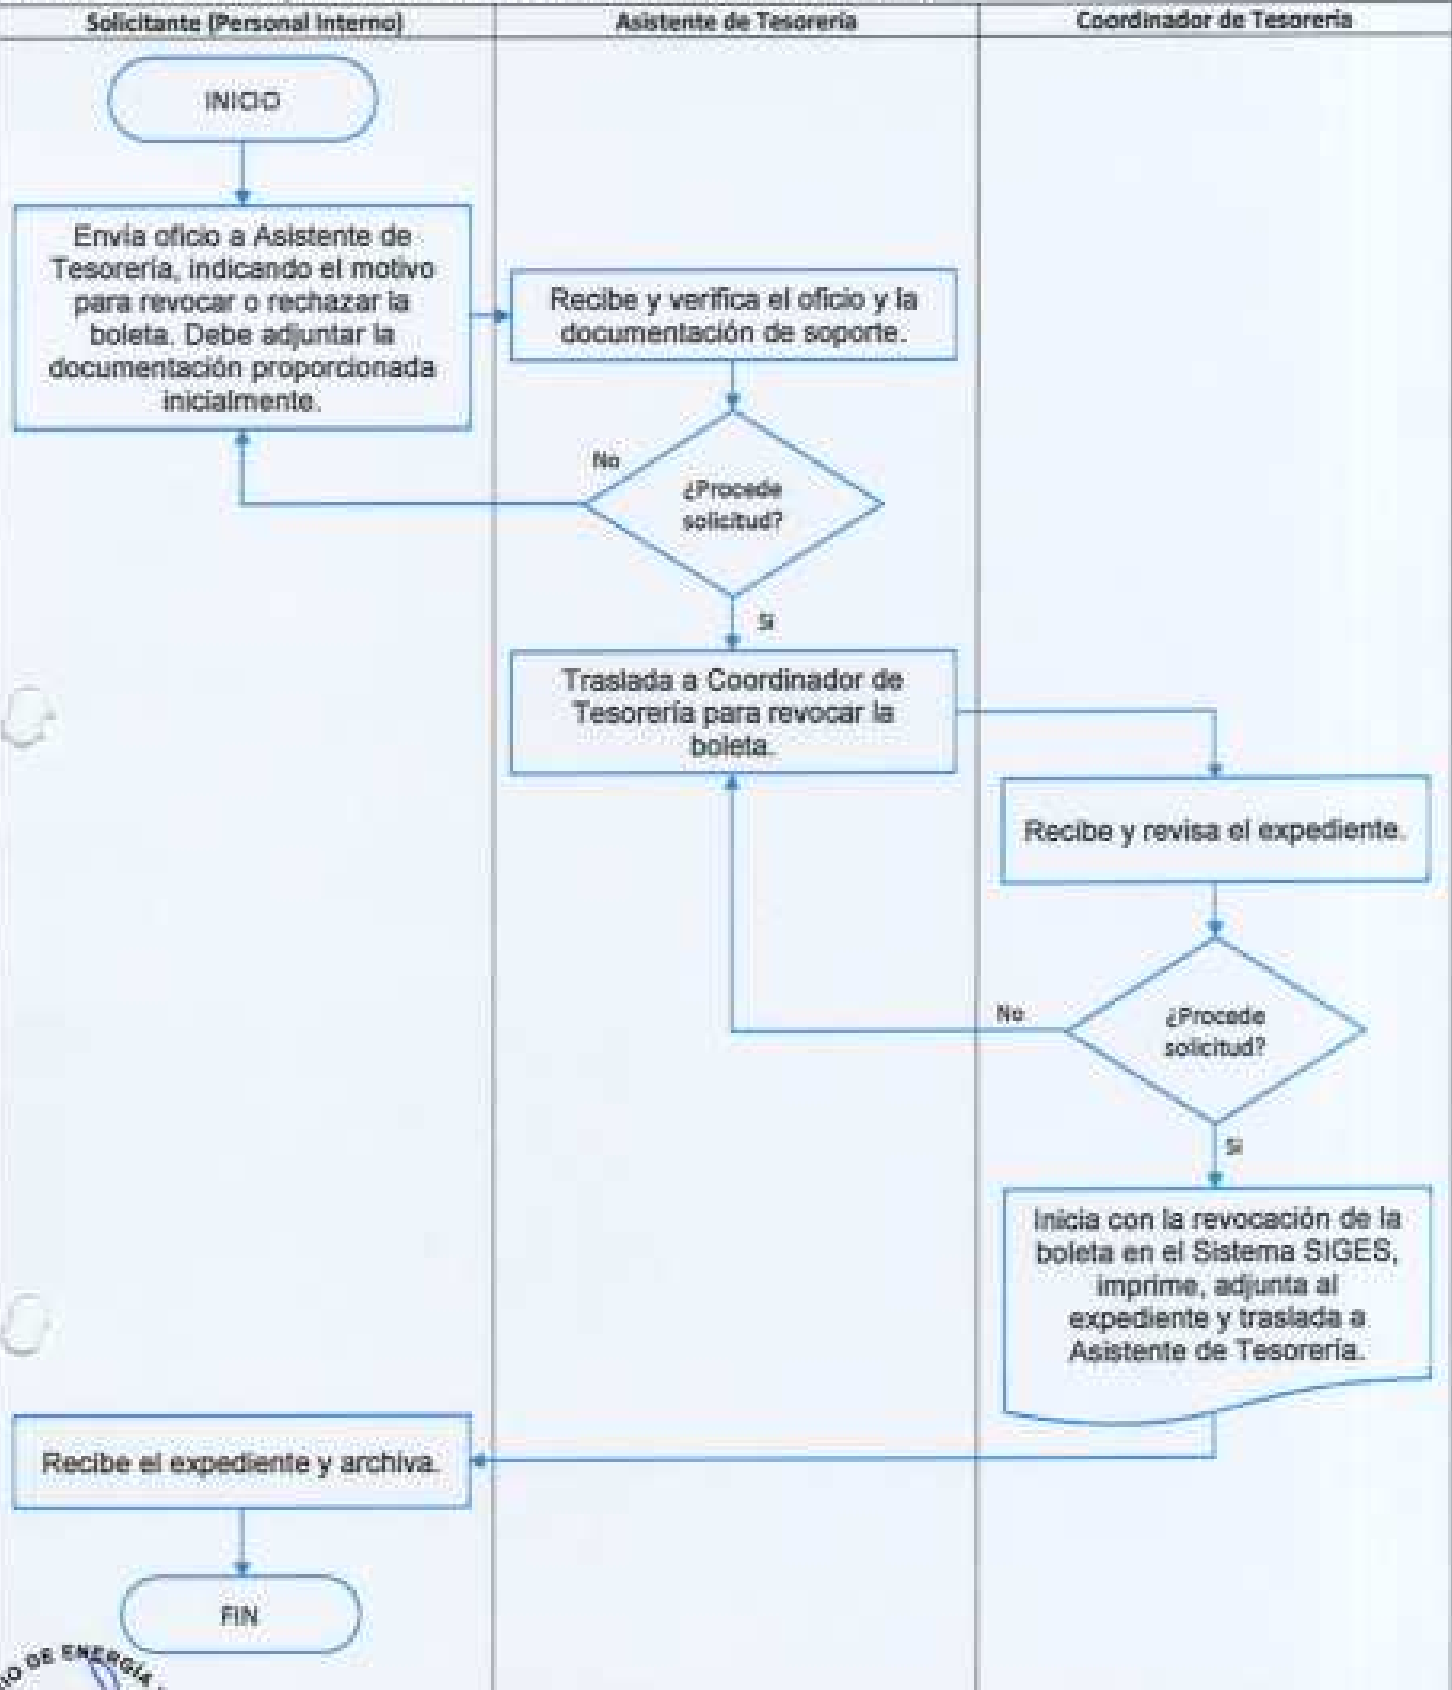 Solicitante (Personal Interno)
Asistente de Tesorería
Coordinador de Tesorería
INICIO
Envía oficio a Asistente de
Tesorería, indicando el motivo
para revocar o rechazar la
boleta. Debe adjuntar la
documentación proporcionada
inicialmente.
Recibe y verifica el oficio y la
documentación de soporte.
No
¿Procede
solicitud?
Si
Traslada a Coordinador de
Tesorería para revocar la
boleta.
Recibe y revisa el expediente.
No
¿Procede
solicitud?
Si
Inicia con la revocación de la
boleta en el Sistema SIGES,
imprime, adjunta al
expediente y traslada a
Asistente de Tesorería.
Recibe el expediente y archiva.
FIN
DE ENERGÍA